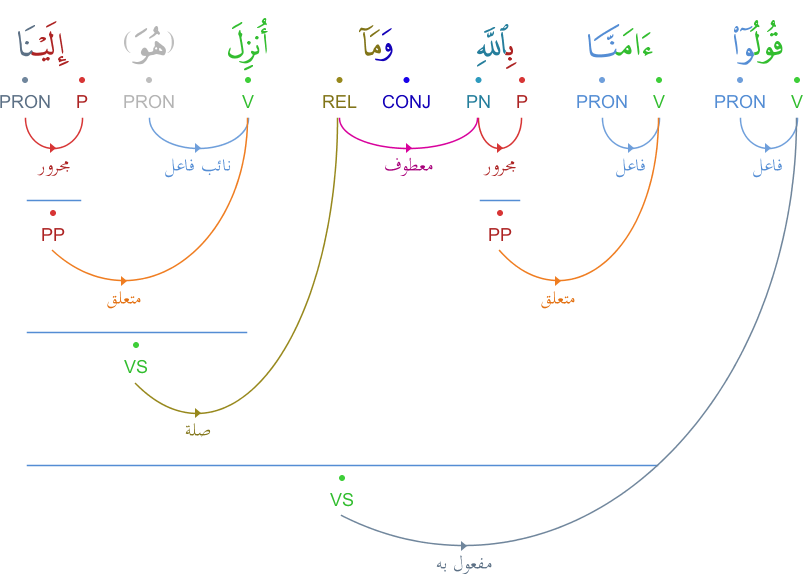 قُولُوٓا۟ ءَامَنَّا بِٱللَّهِ وَمَآ أُنزِلَ (هُوَ) إِلَيْنَا
V PRON V PRON P PN CONJ REL V PRON P PRON
فاعل فاعل مجرور معطوف نائب فاعل مجرور
PP PP
متعلق متعلق
VS
صلة
VS
مفعول به